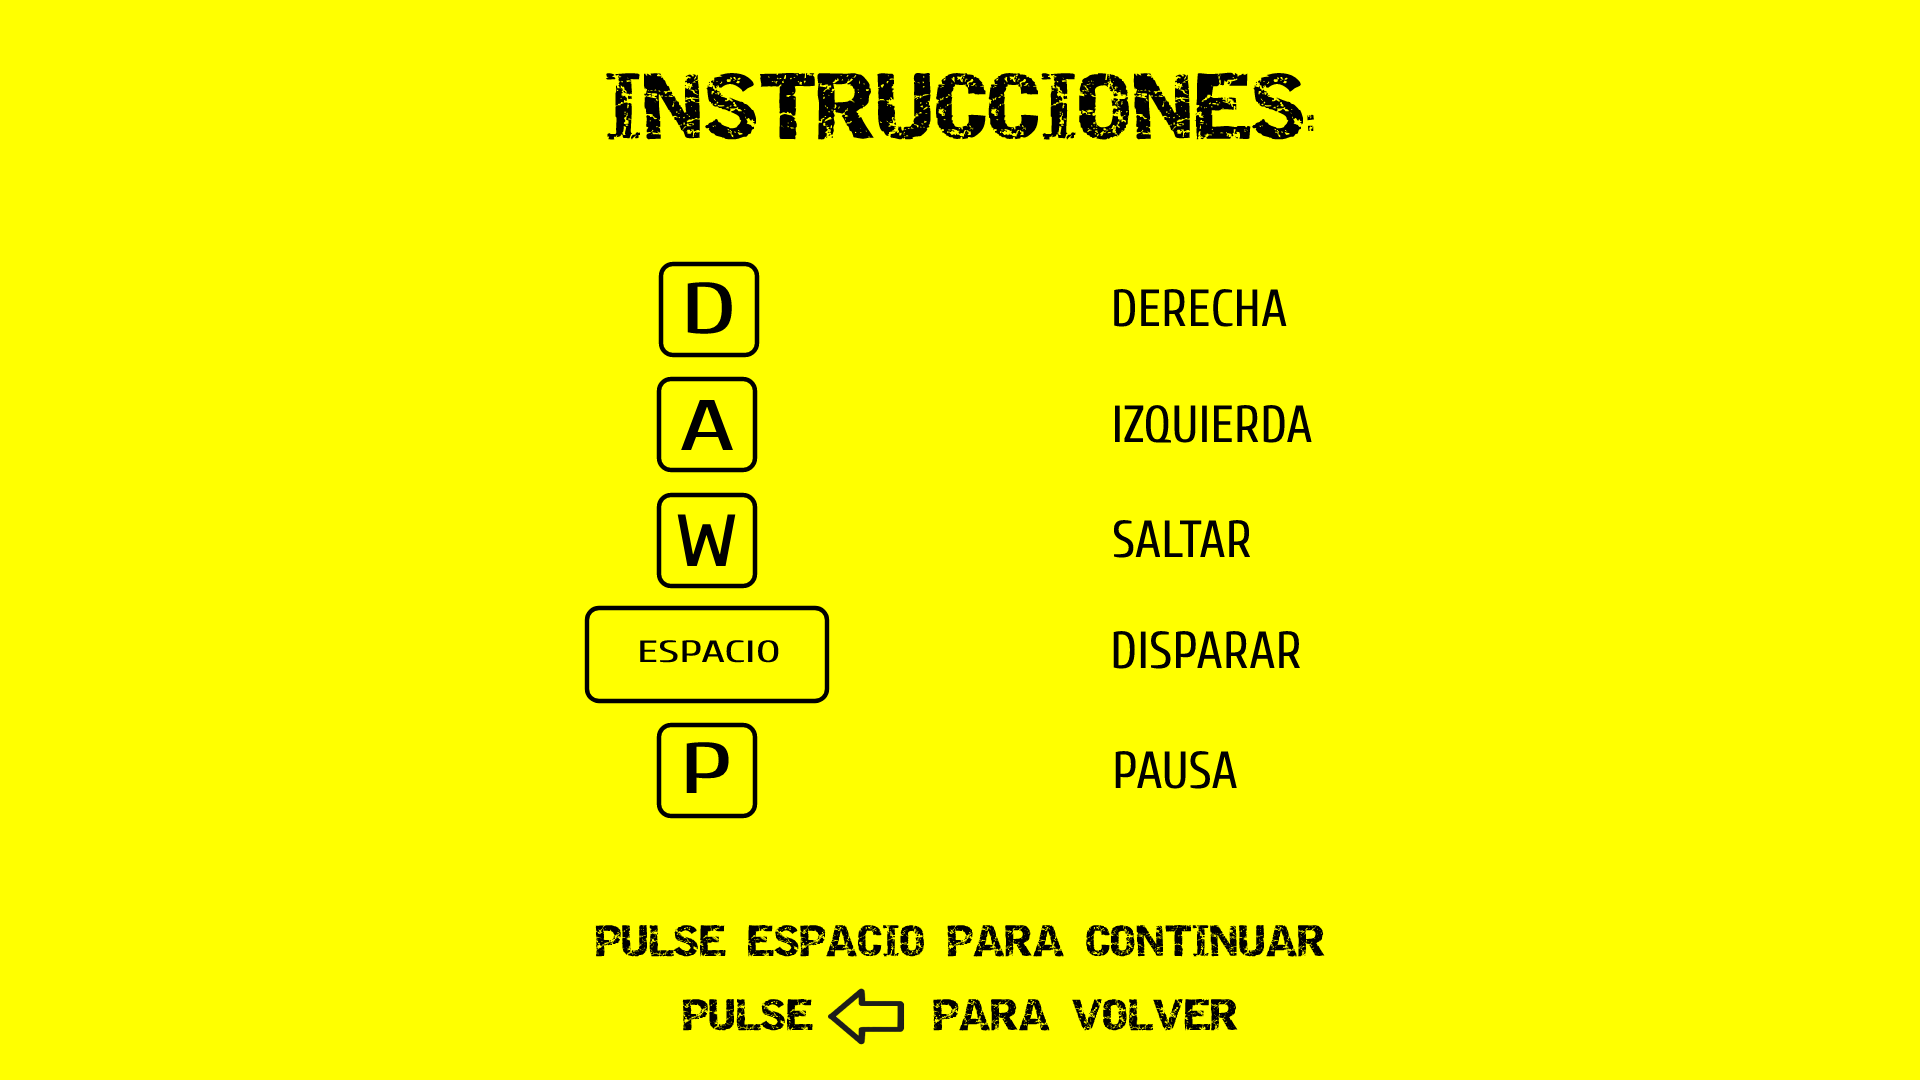 INSTRUCCIONES:
D DERECHA
A IZQUIERDA
W SALTAR
ESPACIO DISPARAR
P PAUSA
PULSE ESPACIO PARA CONTINUAR
PULSE PARA VOLVER